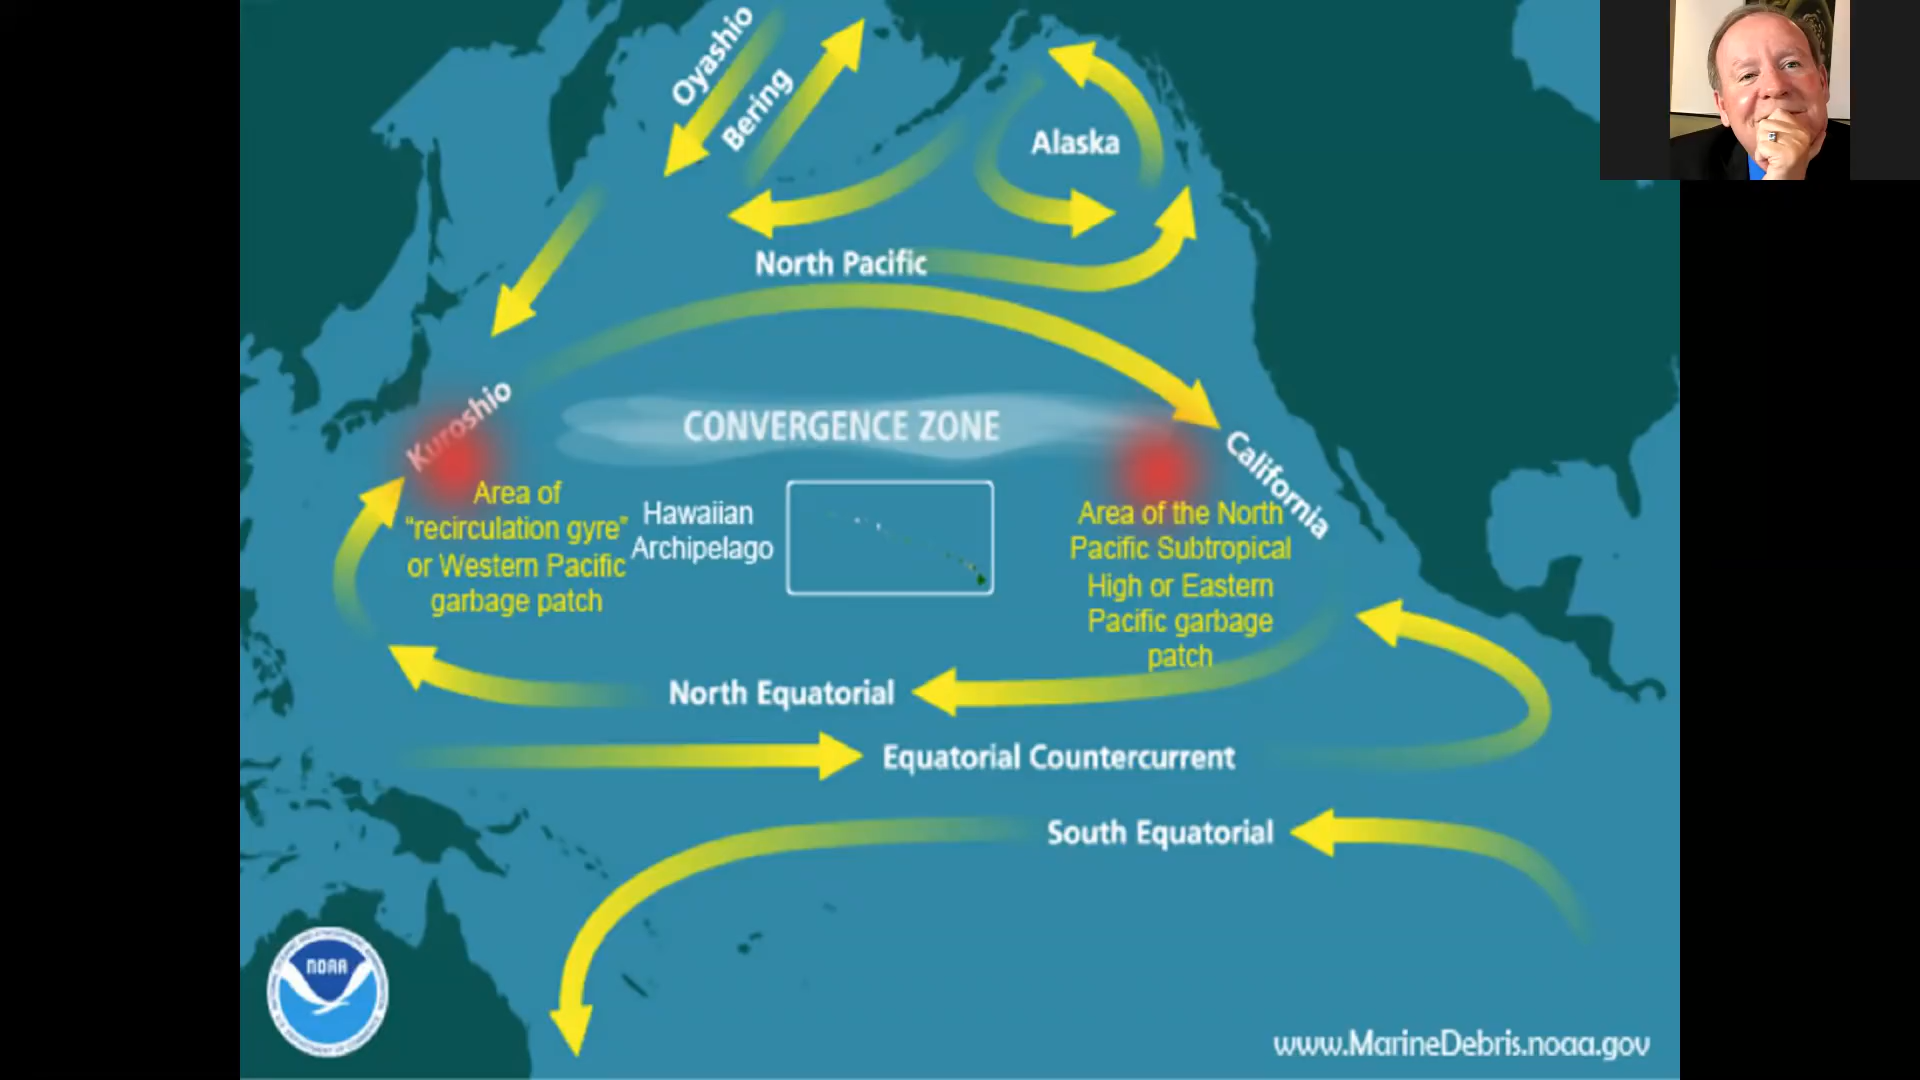 Oyashio
Bering
Alaska
North Pacific
Kuroshio
CONVERGENCE ZONE
California
Area of
“recirculation gyre”
or Western Pacific
garbage patch
Hawaiian
Archipelago
Area of the North
Pacific Subtropical
High or Eastern
Pacific garbage
patch
North Equatorial
Equatorial Countercurrent
South Equatorial
NOAA
www.MarineDebris.noaa.gov